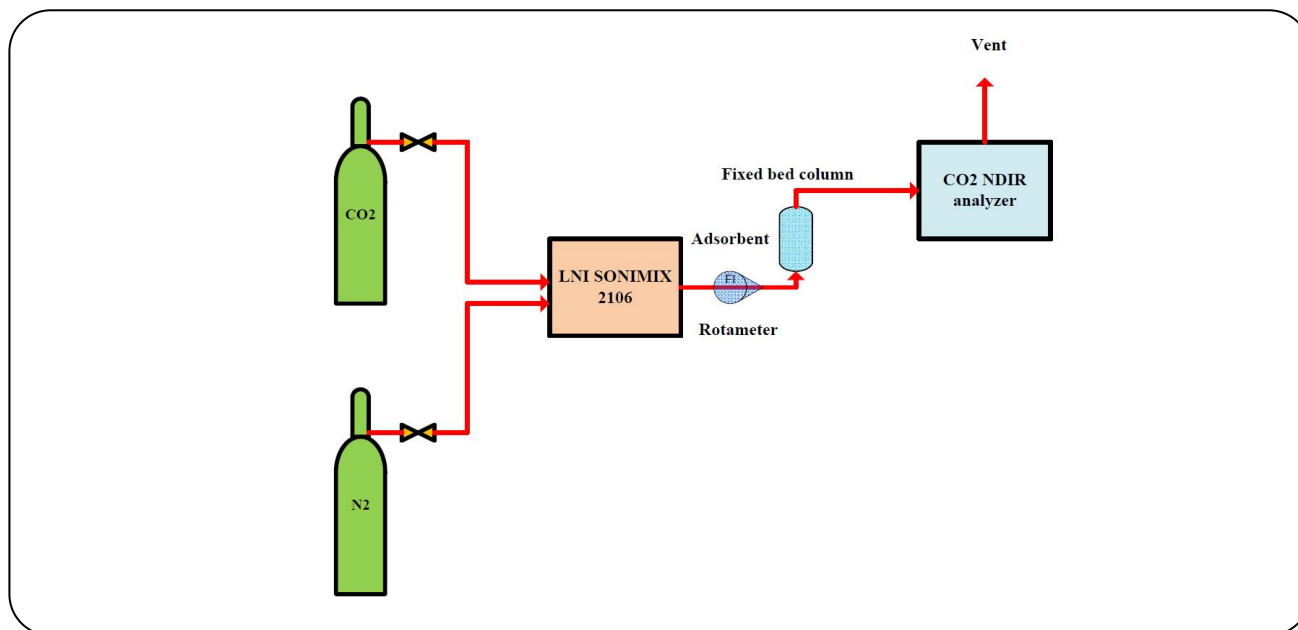 Vent
CO2
Fixed bed column
CO2 NDIR
analyzer
Adsorbent
LNI SONIMIX
2106
FI
Rotameter
N2